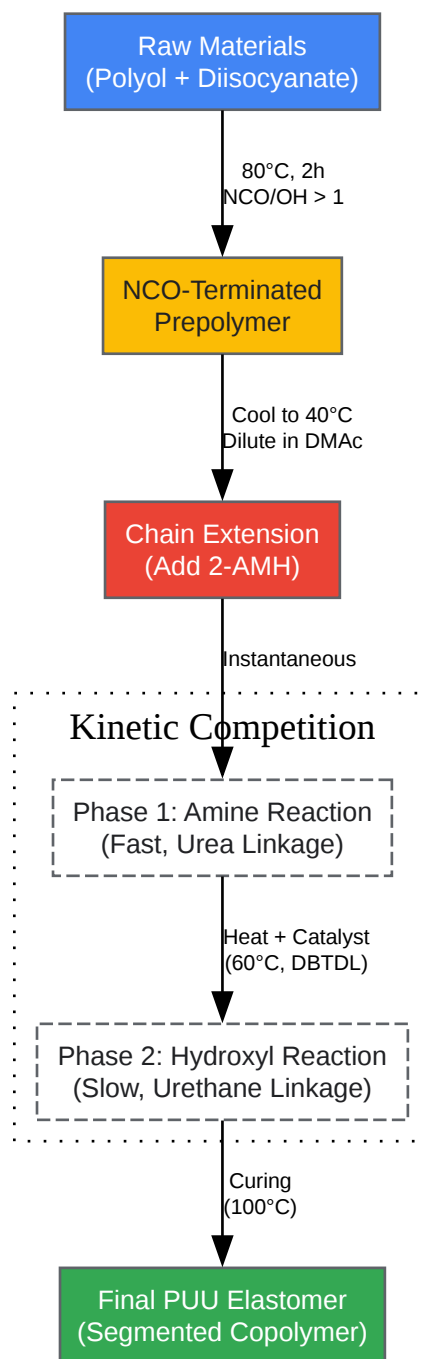 Raw Materials
(Polyol + Diisocyanate)
80°C, 2h
NCO/OH > 1
NCO-Terminated
Prepolymer
Cool to 40°C
Dilute in DMAc
Chain Extension
(Add 2-AMH)
Instantaneous
Kinetic Competition
Phase 1: Amine Reaction
(Fast, Urea Linkage)
Heat + Catalyst
(60°C, DBTDL)
Phase 2: Hydroxyl Reaction
(Slow, Urethane Linkage)
Curing
(100°C)
Final PUU Elastomer
(Segmented Copolymer)